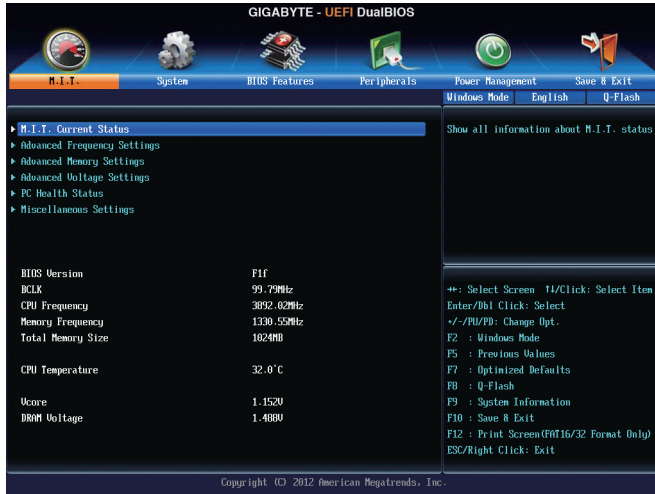 GIGABYTE - UEFI DualBIOS
M.I.T. System BIOS Features Peripherals Power Management Save & Exit
Windows Mode English Q-Flash
M.I.T. Current Status
Advanced Frequency Settings
Advanced Memory Settings
Advanced Voltage Settings
PC Health Status
Miscellaneous Settings
BIOS Version F1f
BCLK 99.79MHz
CPU Frequency 3892.02MHz
Memory Frequency 1330.55MHz
Total Memory Size 1024MB
CPU Temperature 32.0°C
Vcore 1.152V
DRAM Voltage 1.488V
Show all information about M.I.T. status
→←: Select Screen ↑↓/Click: Select Item
Enter/Dbl Click: Select
+/-/PU/PD: Change Opt.
F2 : Windows Mode
F5 : Previous Values
F7 : Optimized Defaults
F8 : Q-Flash
F9 : System Information
F10 : Save & Exit
F12 : Print Screen(FAT16/32 Format Only)
ESC/Right Click: Exit
Copyright (C) 2012 American Megatrends, Inc.